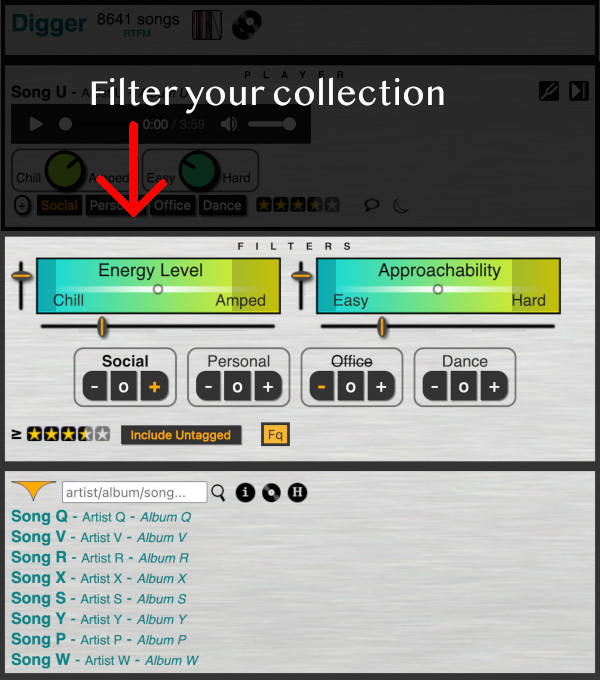 Digger 8641 songs
RTFM
PLAYER
Song U - A
Filter your collection
0:00 / 3:59
Chill Amped Easy Hard
+ Social Personal Office Dance
FILTERS
Energy Level Approachability
Chill Amped Easy Hard
Social Personal Office Dance
- o + - o + - o + - o +
≥ Include Untagged Fq
artist/album/song... i H
Song Q - Artist Q - Album Q
Song V - Artist V - Album V
Song R - Artist R - Album R
Song X - Artist X - Album X
Song S - Artist S - Album S
Song Y - Artist Y - Album Y
Song P - Artist P - Album P
Song W - Artist W - Album W